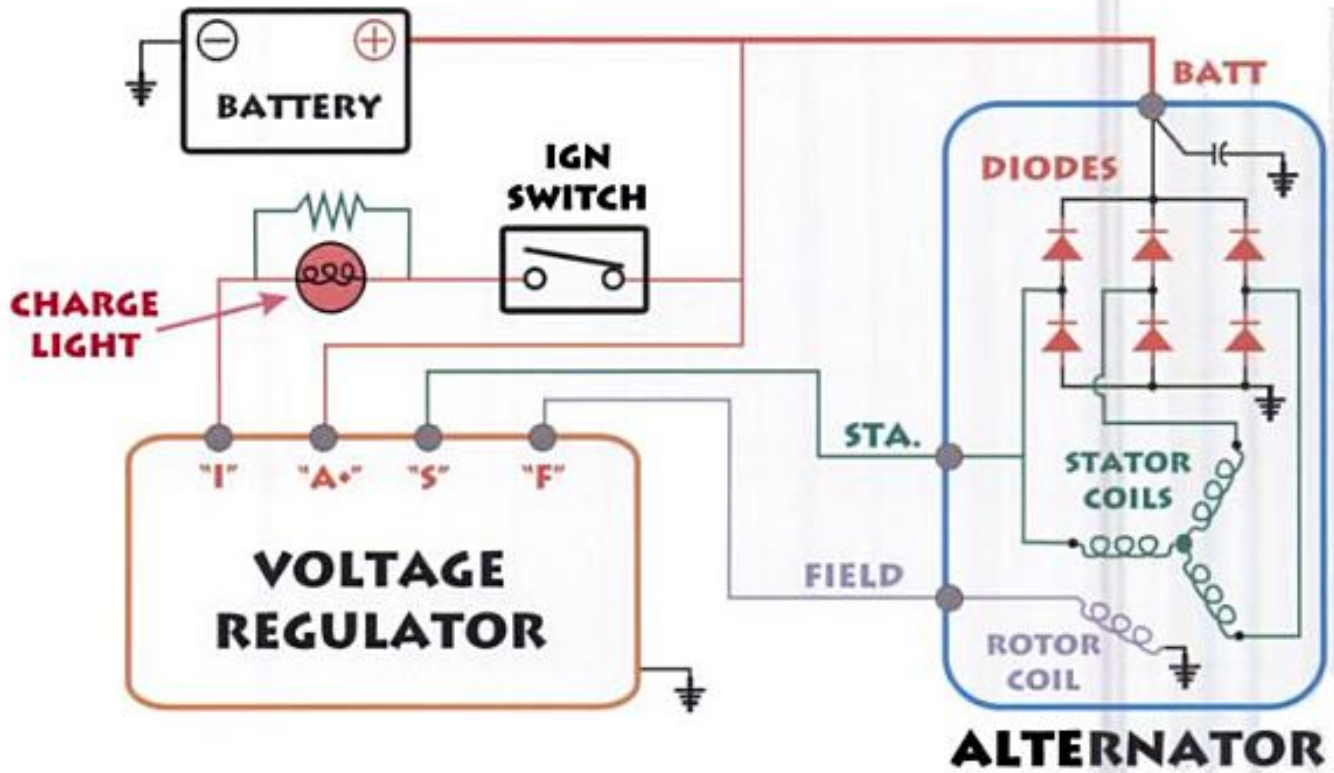 BATT
BATTERY
IGN
SWITCH
DIODES
CHARGE
LIGHT
STA.
"I" "A+" "S" "F"
STATOR
COILS
VOLTAGE
REGULATOR
FIELD
ROTOR
COIL
ALTERNATOR